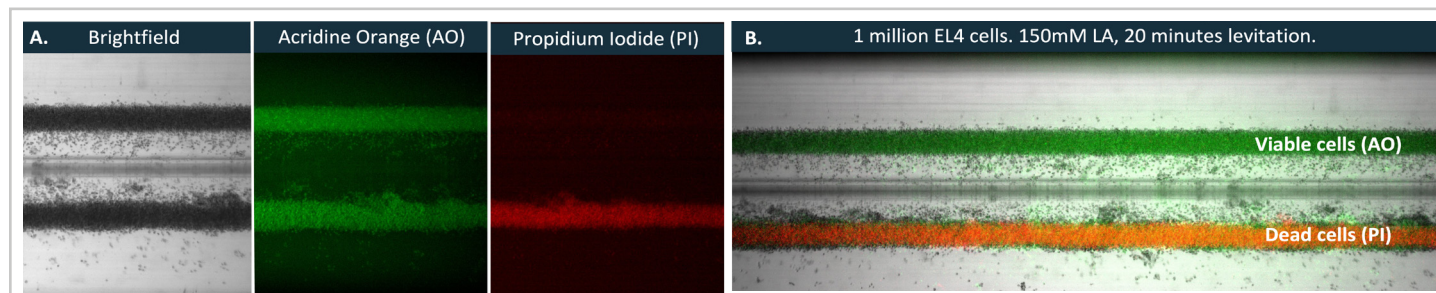 A. Brightfield
Acridine Orange (AO)
Propidium Iodide (PI)
B. 1 million EL4 cells. 150mM LA, 20 minutes levitation.
Viable cells (AO)
Dead cells (PI)